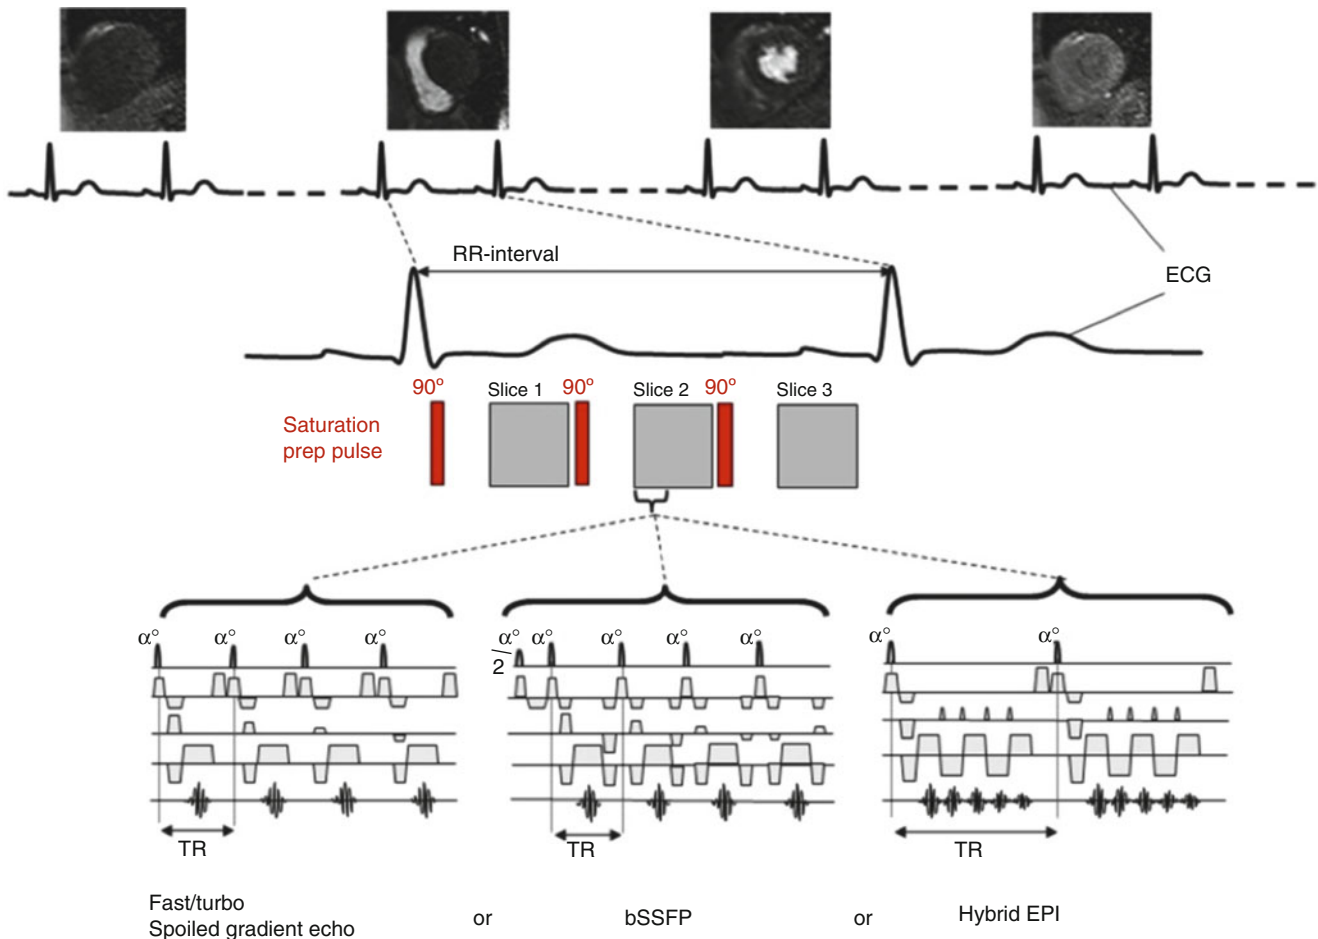 RR-interval
ECG
90°
Slice 1
90°
Slice 2
90°
Slice 3
Saturation
prep pulse
α° α° α° α°
α°/2 α° α° α° α°
α° α°
TR
TR
TR
Fast/turbo
Spoiled gradient echo
or
bSSFP
or
Hybrid EPI